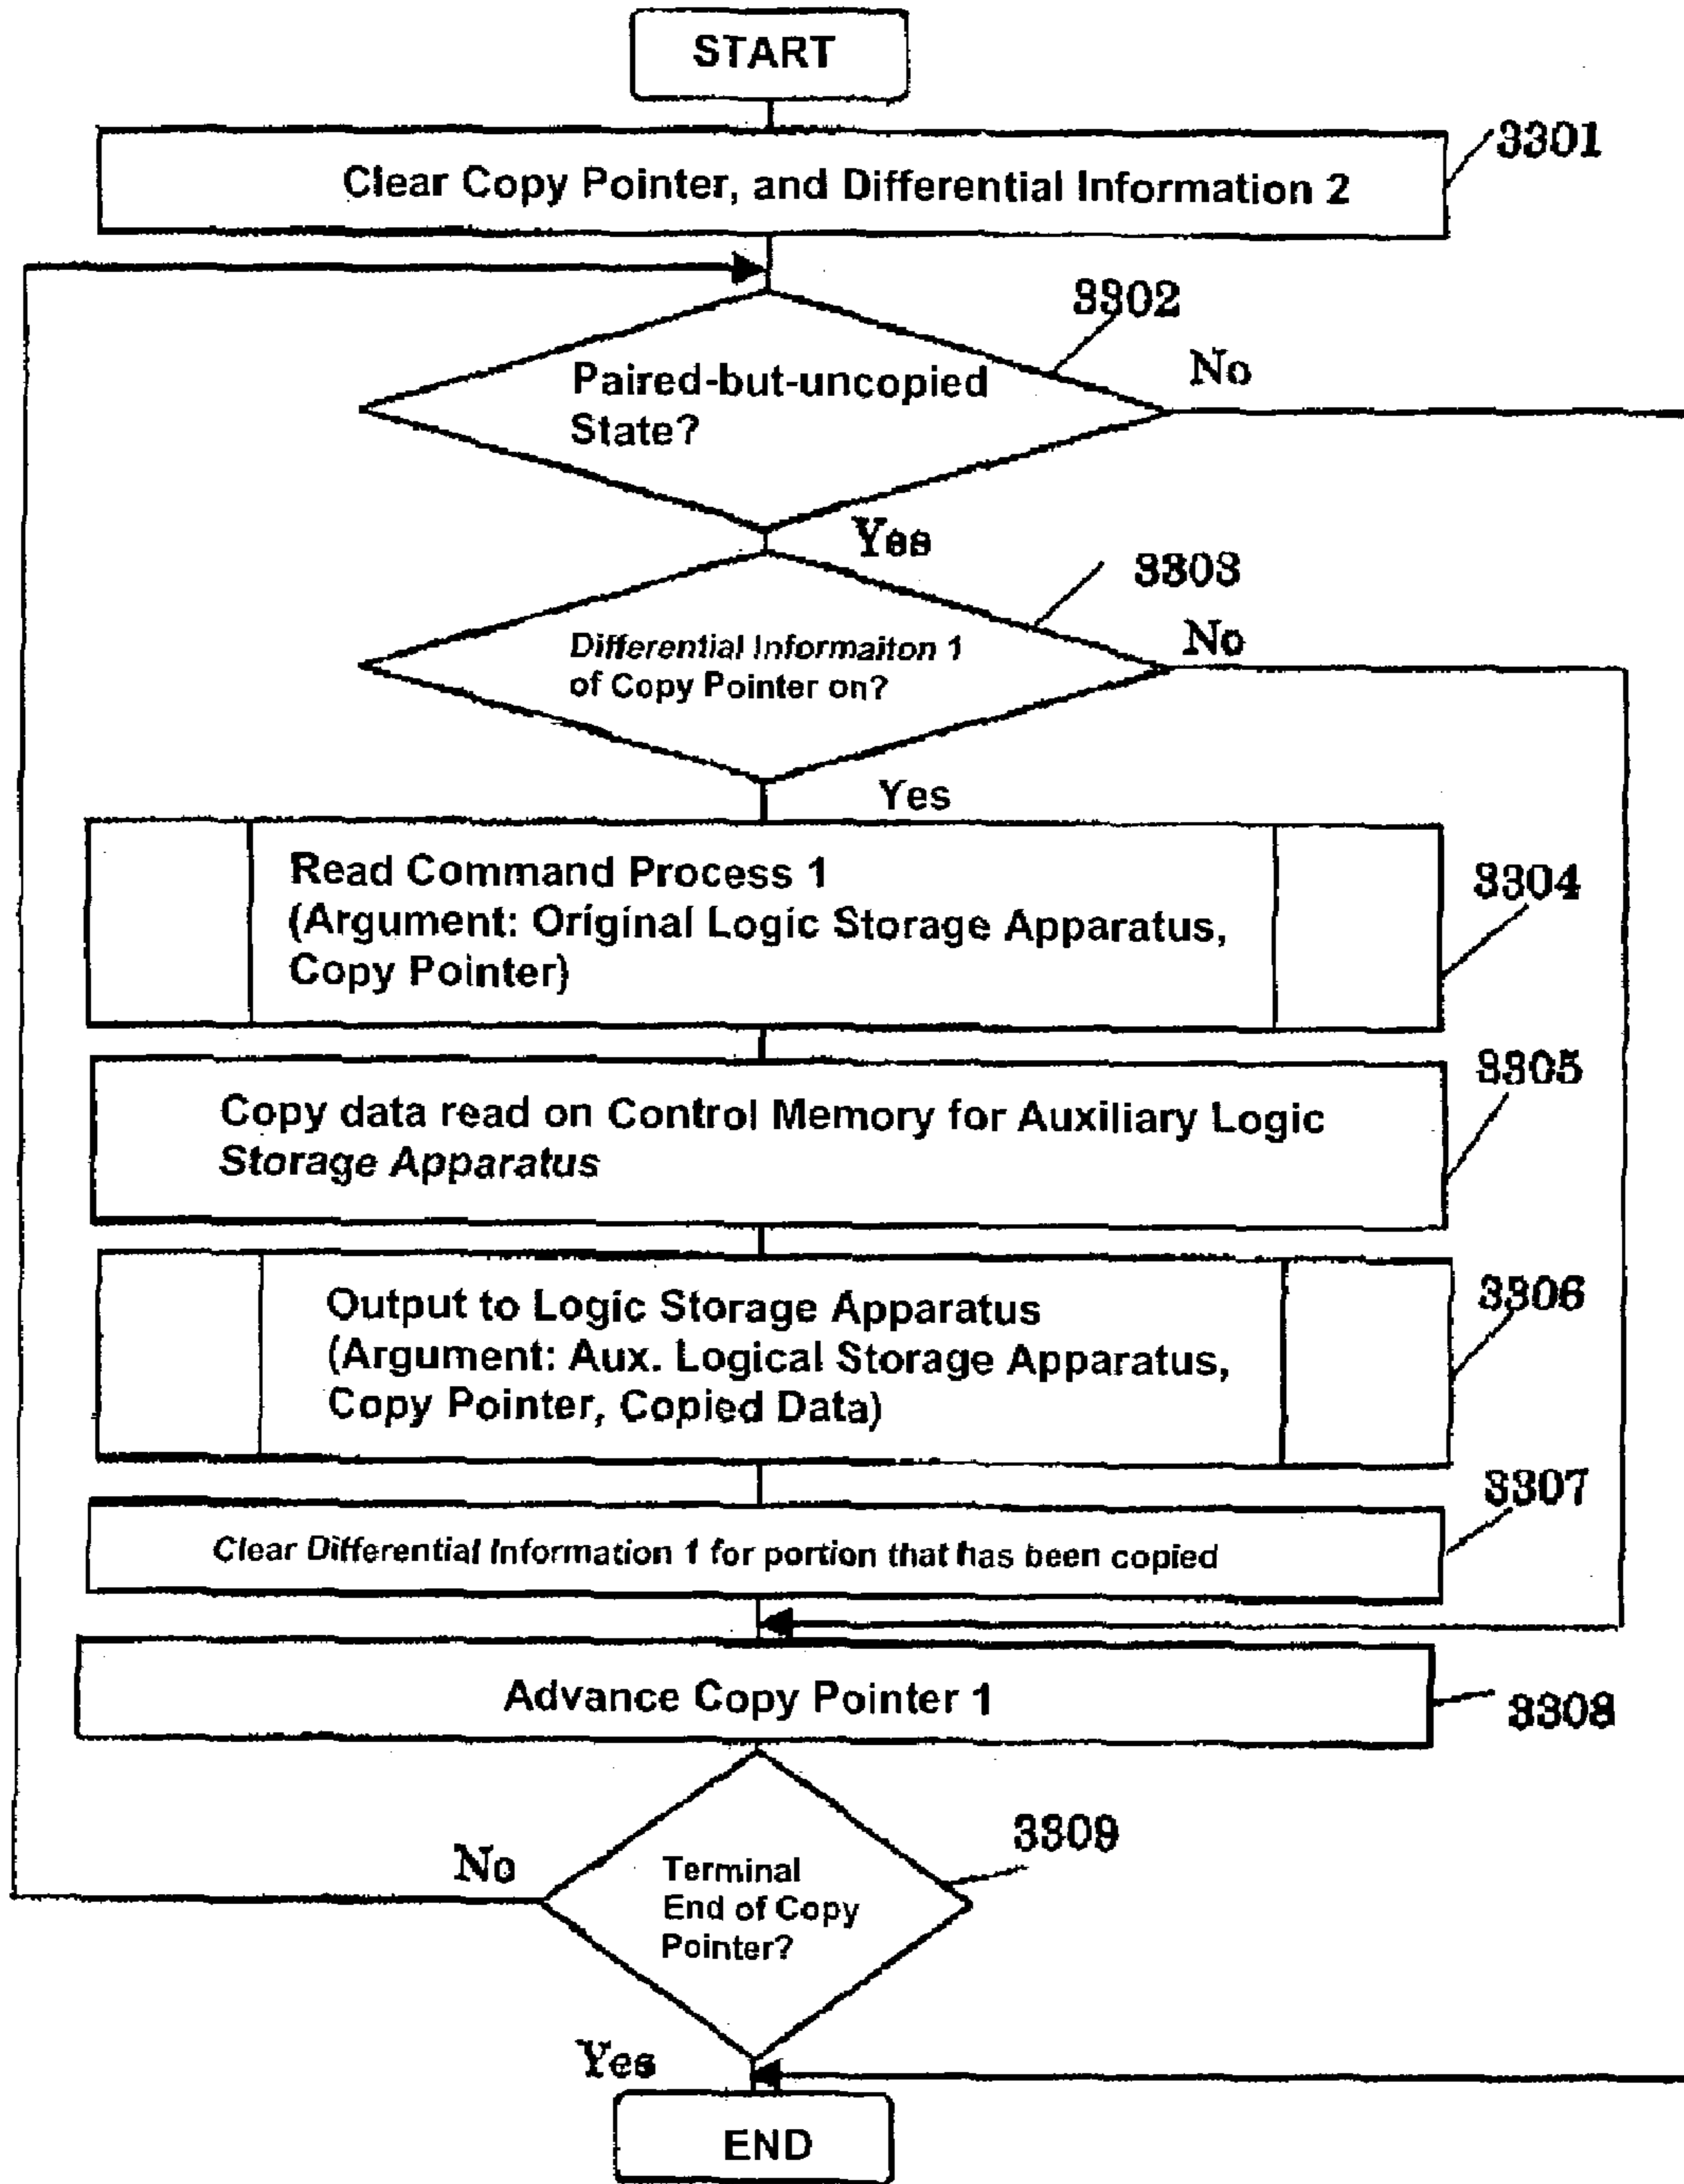 START
3301
Clear Copy Pointer, and Differential Information 2
3302
No
Paired-but-uncopied
State?
Yes
3303
No
Differential Informaiton 1
of Copy Pointer on?
Yes
Read Command Process 1
(Argument: Original Logic Storage Apparatus,
Copy Pointer)
3304
3305
Copy data read on Control Memory for Auxiliary Logic
Storage Apparatus
3306
Output to Logic Storage Apparatus
(Argument: Aux. Logical Storage Apparatus,
Copy Pointer, Copied Data)
3307
Clear Differential Information 1 for portion that has been copied
Advance Copy Pointer 1
3308
3309
No
Terminal
End of Copy
Pointer?
Yes
END